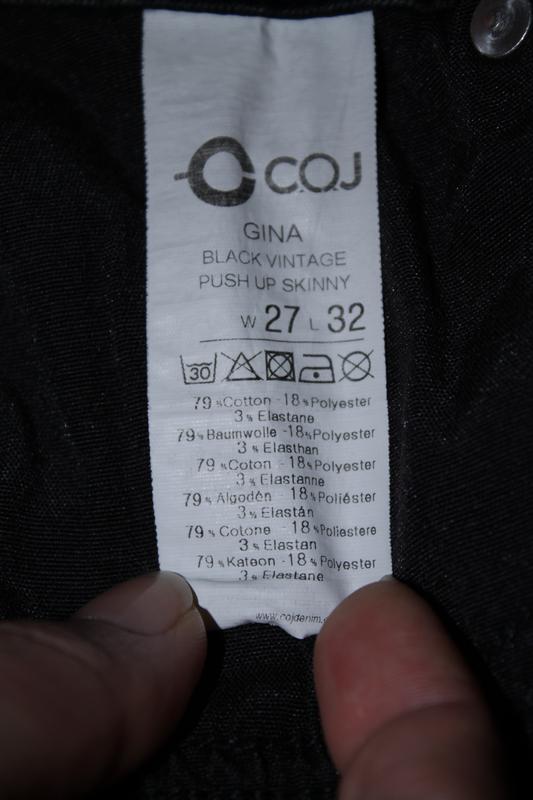 C.O.J
GINA
BLACK VINTAGE
PUSH UP SKINNY
W 27 L 32
30
79 % Cotton - 18 % Polyester
3 % Elastane
79 % Baumwolle - 18 % Polyester
3 % Elasthan
79 % Coton - 18 % Polyester
3 % Elastanne
79 % Algodón - 18 % Poliéster
3 % Elastán
79 % Cotone - 18 % Poliestere
3 % Elastan
79 % Katoen - 18 % Polyester
3 % Elastane
www.cojdenim.